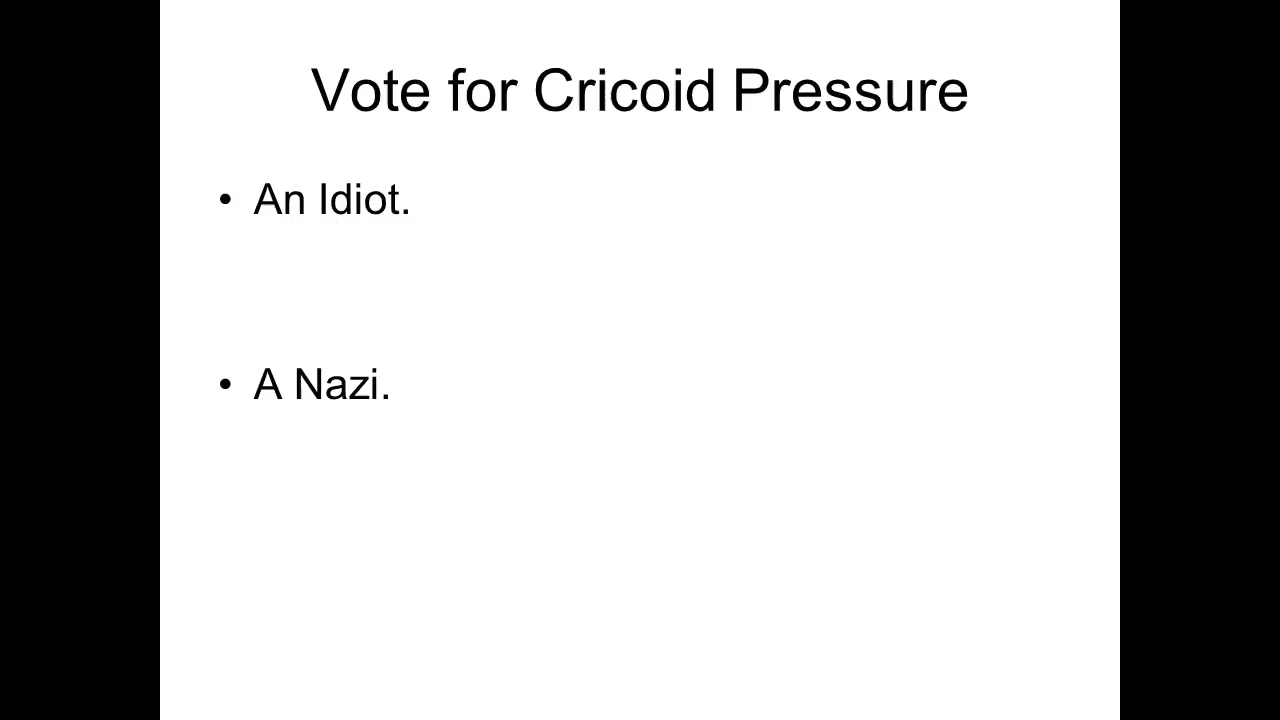 Vote for Cricoid Pressure
• An Idiot.
• A Nazi.